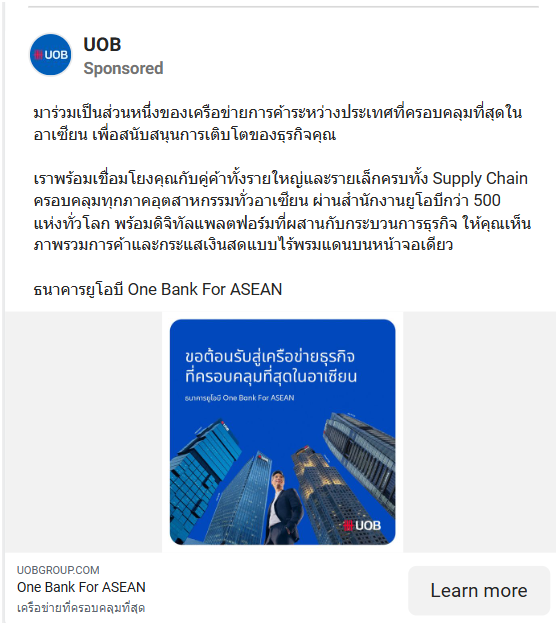 UOB
UOB
Sponsored
มาร่วมเป็นส่วนหนึ่งของเครือข่ายการค้าระหว่างประเทศที่ครอบคลุมที่สุดใน
อาเซียน เพื่อสนับสนุนการเติบโตของธุรกิจคุณ
เราพร้อมเชื่อมโยงคุณกับคู่ค้าทั้งรายใหญ่และรายเล็กครบทั้ง Supply Chain
ครอบคลุมทุกภาคอุตสาหกรรมทั่วอาเซียน ผ่านสำนักงานยูโอบีกว่า 500
แห่งทั่วโลก พร้อมดิจิทัลแพลตฟอร์มที่ผสานกับกระบวนการธุรกิจ ให้คุณเห็น
ภาพรวมการค้าและกระแสเงินสดแบบไร้พรมแดนบนหน้าจอเดียว
ธนาคารยูโอบี One Bank For ASEAN
ขอต้อนรับสู่เครือข่ายธุรกิจ
ที่ครอบคลุมที่สุดในอาเซียน
ธนาคารยูโอบี One Bank For ASEAN
UOB
UOBGROUP.COM
One Bank For ASEAN
เครือข่ายที่ครอบคลุมที่สุด
Learn more